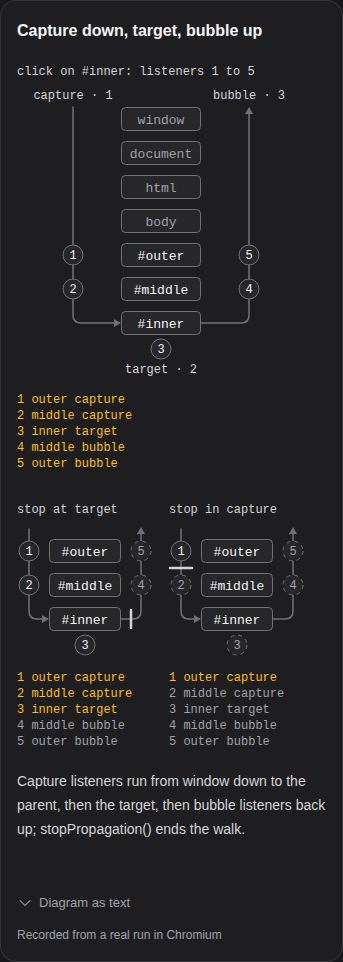 Capture down, target, bubble up
click on #inner: listeners 1 to 5
capture · 1
bubble · 3
window
document
html
body
1
#outer
5
2
#middle
4
#inner
3
target · 2
1 outer capture
2 middle capture
3 inner target
4 middle bubble
5 outer bubble
stop at target
1
#outer
5
2
#middle
4
#inner
3
1 outer capture
2 middle capture
3 inner target
4 middle bubble
5 outer bubble
stop in capture
1
#outer
5
2
#middle
4
#inner
3
1 outer capture
2 middle capture
3 inner target
4 middle bubble
5 outer bubble
Capture listeners run from window down to the
parent, then the target, then bubble listeners back
up; stopPropagation() ends the walk.
Diagram as text
Recorded from a real run in Chromium